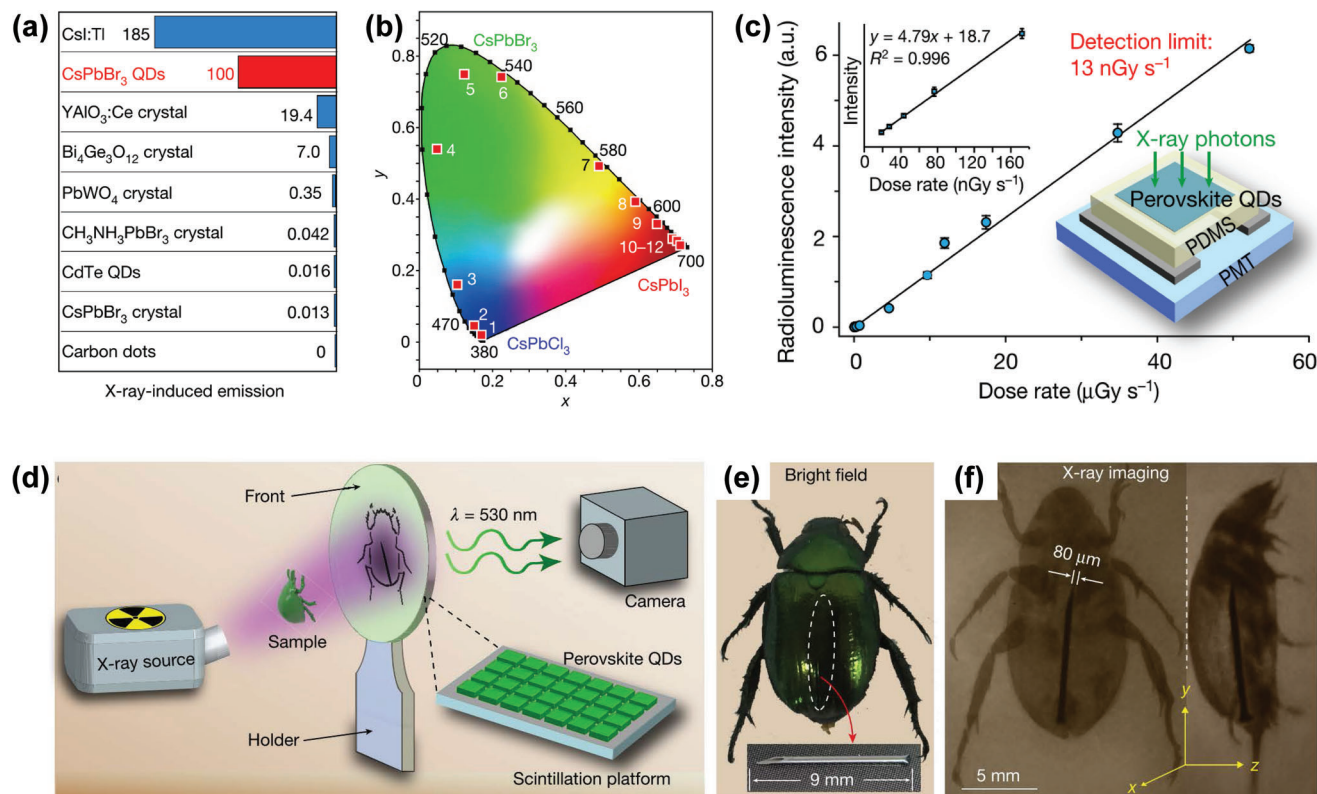 (a)
CsI:Tl 185
CsPbBr₃ QDs 100
YAlO₃:Ce crystal 19.4
Bi₄Ge₃O₁₂ crystal 7.0
PbWO₄ crystal 0.35
CH₃NH₃PbBr₃ crystal 0.042
CdTe QDs 0.016
CsPbBr₃ crystal 0.013
Carbon dots 0
X-ray-induced emission
(b)
y
0.8
0.6
0.4
0.2
0
0 0.2 0.4 0.6 0.8
x
520
CsPbBr₃
540
560
580
600
700
470
380
5
6
4
7
8
9
10–12
3
2
1
CsPbI₃
CsPbCl₃
(c)
Radioluminescence intensity (a.u.)
6
4
2
0
0 20 40 60
Dose rate (μGy s⁻¹)
y = 4.79x + 18.7
R² = 0.996
Intensity
0 40 80 120 160
Dose rate (nGy s⁻¹)
Detection limit:
13 nGy s⁻¹
X-ray photons
Perovskite QDs
PDMS
PMT
(d)
Front
λ = 530 nm
Camera
Sample
X-ray source
Perovskite QDs
Holder
Scintillation platform
(e)
Bright field
9 mm
(f)
X-ray imaging
80 μm
5 mm
y
x
z